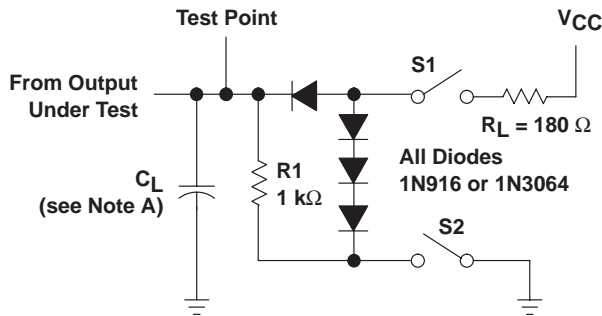 Test Point
VCC
S1
From Output
Under Test
RL = 180 Ω
CL
(see Note A)
R1
1 kΩ
All Diodes
1N916 or 1N3064
S2